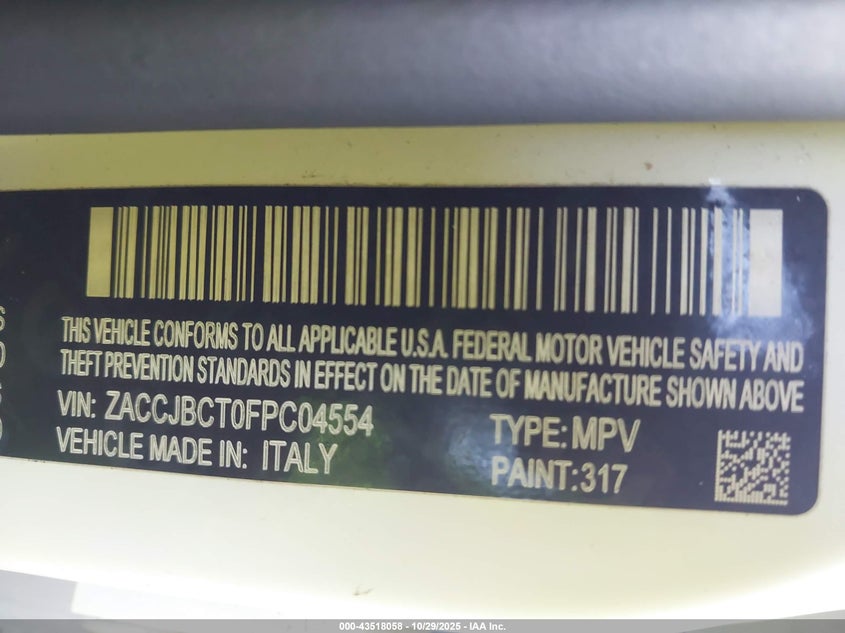 THIS VEHICLE CONFORMS TO ALL APPLICABLE U.S.A. FEDERAL MOTOR VEHICLE SAFETY AND
THEFT PREVENTION STANDARDS IN EFFECT ON THE DATE OF MANUFACTURE SHOWN ABOVE
VIN: ZACCJBCT0FPC04554
TYPE: MPV
VEHICLE MADE IN: ITALY
PAINT: 317
000-43518058 - 10/29/2025 - IAA Inc.